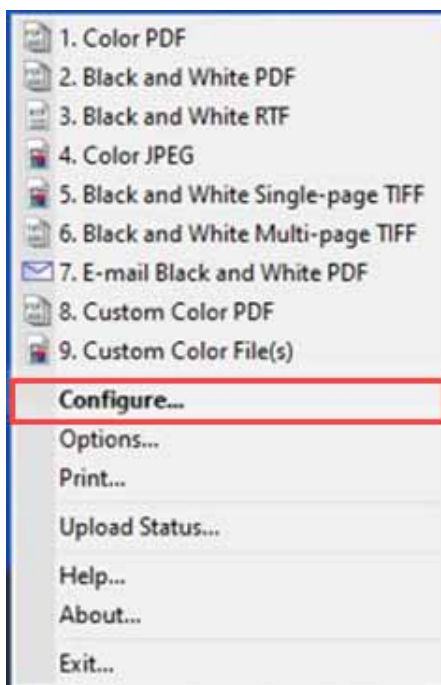 1. Color PDF
2. Black and White PDF
3. Black and White RTF
4. Color JPEG
5. Black and White Single-page TIFF
6. Black and White Multi-page TIFF
7. E-mail Black and White PDF
8. Custom Color PDF
9. Custom Color File(s)
Configure...
Options...
Print...
Upload Status...
Help...
About...
Exit...